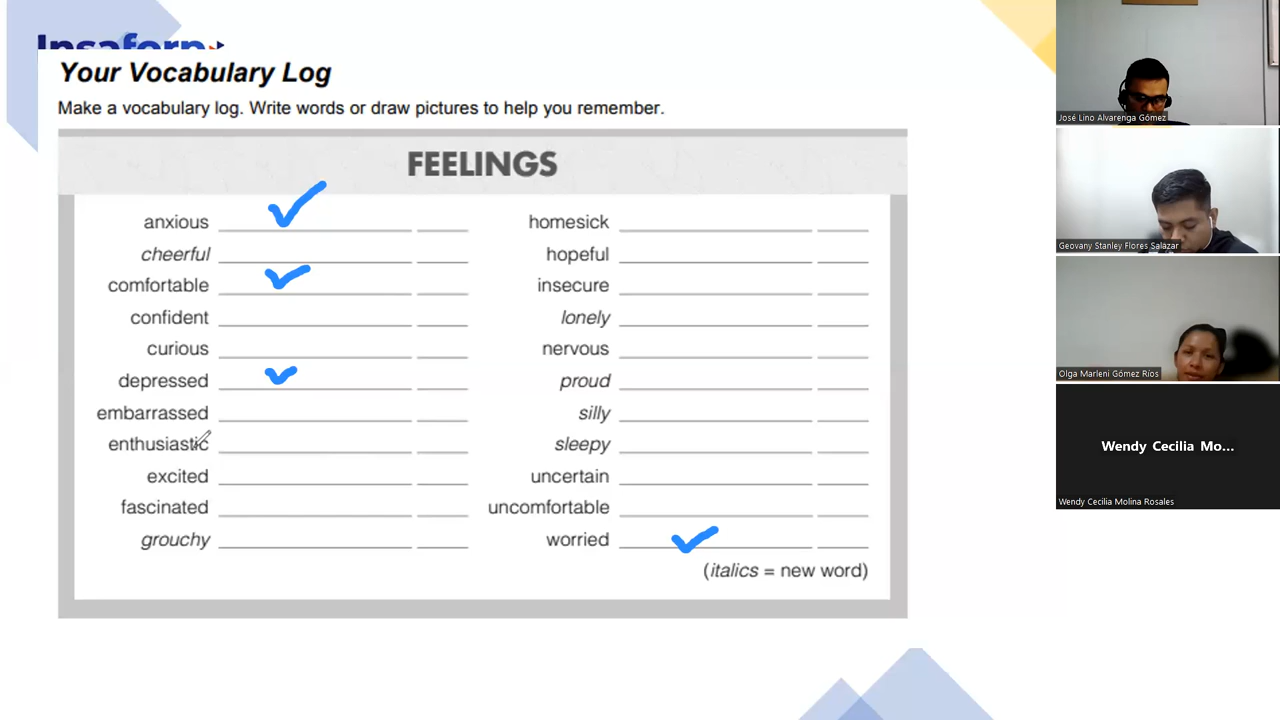 Insaforp
Your Vocabulary Log
Make a vocabulary log. Write words or draw pictures to help you remember.
FEELINGS
anxious
cheerful
comfortable
confident
curious
depressed
embarrassed
enthusiastic
excited
fascinated
grouchy
homesick
hopeful
insecure
lonely
nervous
proud
silly
sleepy
uncertain
uncomfortable
worried
(italics = new word)
José Lino Alvarenga Gómez
Geovany Stanley Flores Salazar
Olga Marleni Gómez Ríos
Wendy Cecilia Mo...
Wendy Cecilia Molina Rosales